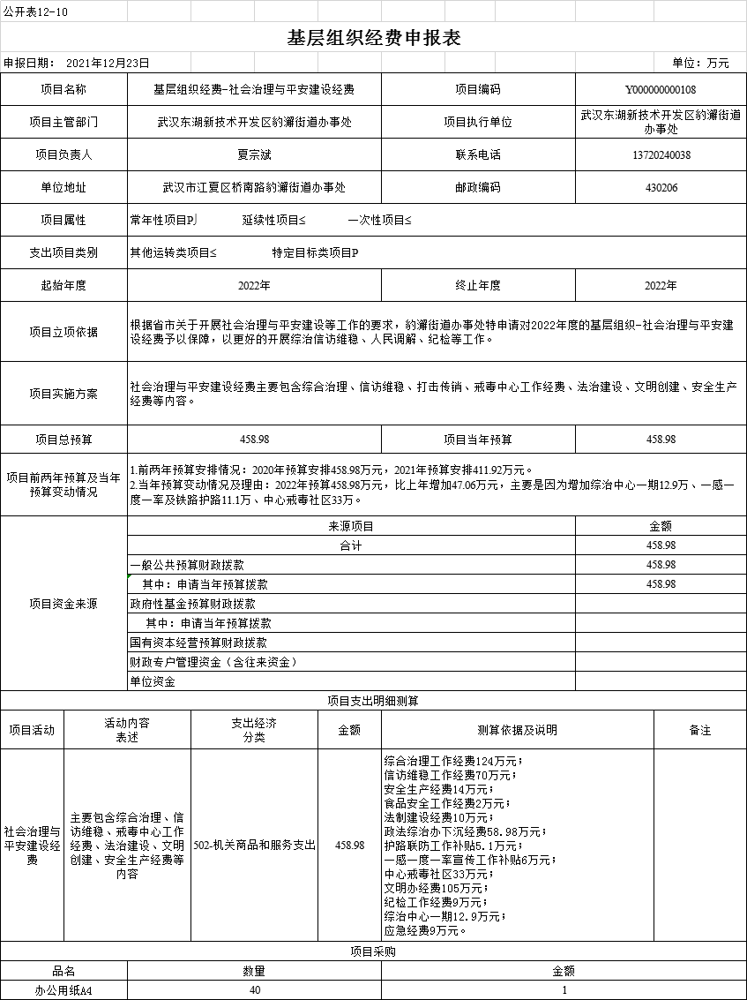 公开表12-10
基层组织经费申报表
申报日期： 2021年12月23日 单位：万元
项目名称 基层组织经费-社会治理与平安建设经费 项目编码 Y000000000108
项目主管部门 武汉东湖新技术开发区豹澥街道办事处 项目执行单位 武汉东湖新技术开发区豹澥街道
办事处
项目负责人 夏宗斌 联系电话 13720240038
单位地址 武汉市江夏区桥南路豹澥街道办事处 邮政编码 430206
项目属性 常年性项目P⌡ 延续性项目≤ 一次性项目≤
支出项目类别 其他运转类项目≤ 特定目标类项目P
起始年度 2022年 终止年度 2022年
项目立项依据
根据省市关于开展社会治理与平安建设等工作的要求，豹澥街道办事处特申请对2022年度的基层组织-社会治理与平安建
设经费予以保障，以更好的开展综治信访维稳、人民调解、纪检等工作。
项目实施方案
社会治理与平安建设经费主要包含综合治理、信访维稳、打击传销、戒毒中心工作经费、法治建设、文明创建、安全生产
经费等内容。
项目总预算 458.98 项目当年预算 458.98
项目前两年预算及当年
预算变动情况
1.前两年预算安排情况：2020年预算安排458.98万元，2021年预算安排411.92万元。
2.当年预算变动情况及理由：2022年预算458.98万元，比上年增加47.06万元，主要是因为增加综治中心一期12.9万、一感一
度一率及铁路护路11.1万、中心戒毒社区33万。
项目资金来源
来源项目 金额
合计 458.98
一般公共预算财政拨款 458.98
其中：申请当年预算拨款 458.98
政府性基金预算财政拨款
其中：申请当年预算拨款
国有资本经营预算财政拨款
财政专户管理资金（含往来资金）
单位资金
项目支出明细测算
项目活动 活动内容
表述 支出经济
分类 金额 测算依据及说明 备注
社会治理与
平安建设经
费
主要包含综合治理、信
访维稳、戒毒中心工作
经费、法治建设、文明
创建、安全生产经费等
内容
502-机关商品和服务支出
458.98
综合治理工作经费124万元；
信访维稳工作经费70万元；
安全生产经费14万元；
食品安全工作经费2万元；
法制建设经费10万元；
政法综治办下沉经费58.98万元；
护路联防工作补贴5.1万元；
一感一度一率宣传工作补贴6万元；
中心戒毒社区33万元；
文明办经费105万元；
纪检工作经费9万元；
综治中心一期12.9万元；
应急经费9万元。
项目采购
品名 数量 金额
办公用纸A4 40 1